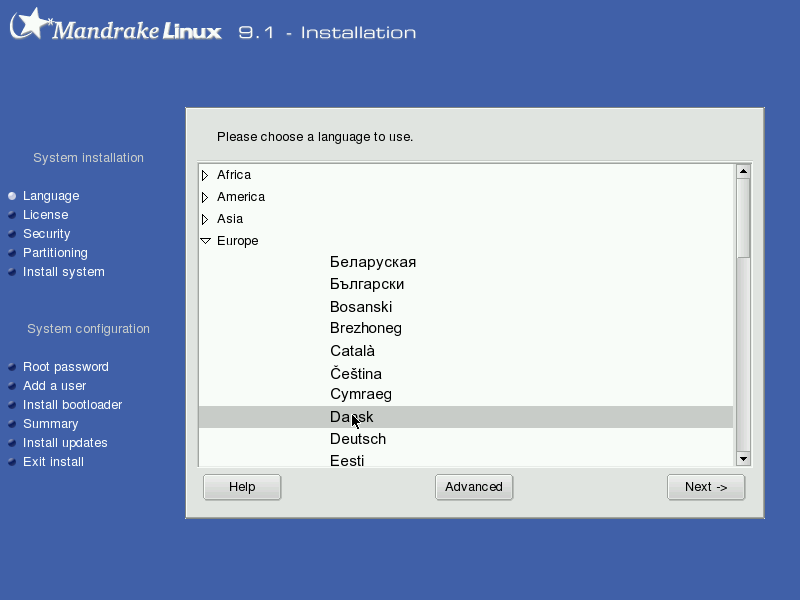 MandrakeLinux 9.1 - Installation
Please choose a language to use.
System installation
Language
License
Security
Partitioning
Install system
System configuration
Root password
Add a user
Install bootloader
Summary
Install updates
Exit install
Africa
America
Asia
Europe
Беларуская
Български
Bosanski
Brezhoneg
Català
Čeština
Cymraeg
Dansk
Deutsch
Eesti
Help
Advanced
Next ->